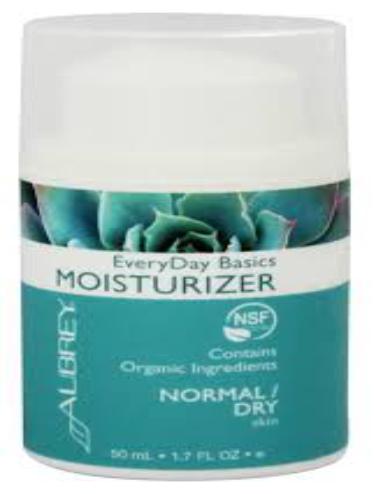 EveryDay Basics
MOISTURIZER
NSF
Contains
Organic Ingredients
NORMAL /
DRY
skin
50 mL • 1.7 FL OZ • e
AUBREY